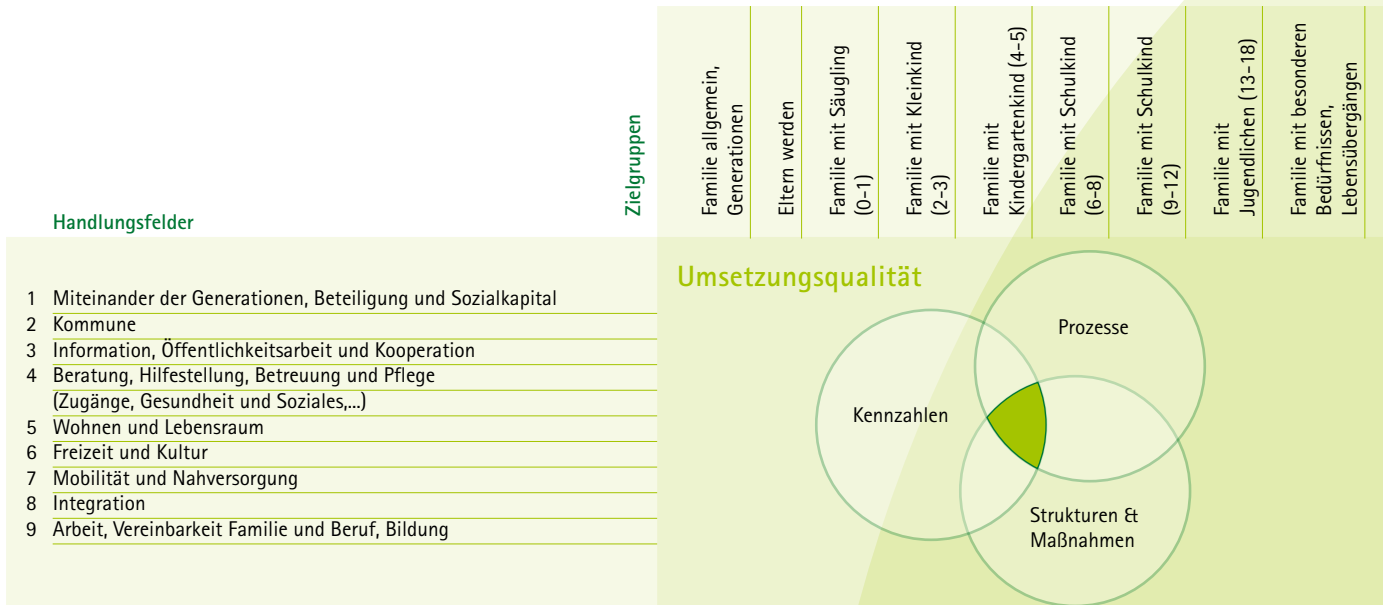 Zielgruppen
Familie allgemein,
Generationen
Eltern werden
Familie mit Säugling
(0–1)
Familie mit Kleinkind
(2–3)
Familie mit
Kindergartenkind (4–5)
Familie mit Schulkind
(6–8)
Familie mit Schulkind
(9–12)
Familie mit
Jugendlichen (13–18)
Familie mit besonderen
Bedürfnissen,
Lebensübergängen
Handlungsfelder
1 Miteinander der Generationen, Beteiligung und Sozialkapital
2 Kommune
3 Information, Öffentlichkeitsarbeit und Kooperation
4 Beratung, Hilfestellung, Betreuung und Pflege
(Zugänge, Gesundheit und Soziales,...)
5 Wohnen und Lebensraum
6 Freizeit und Kultur
7 Mobilität und Nahversorgung
8 Integration
9 Arbeit, Vereinbarkeit Familie und Beruf, Bildung
Umsetzungsqualität
Prozesse
Kennzahlen
Strukturen &
Maßnahmen